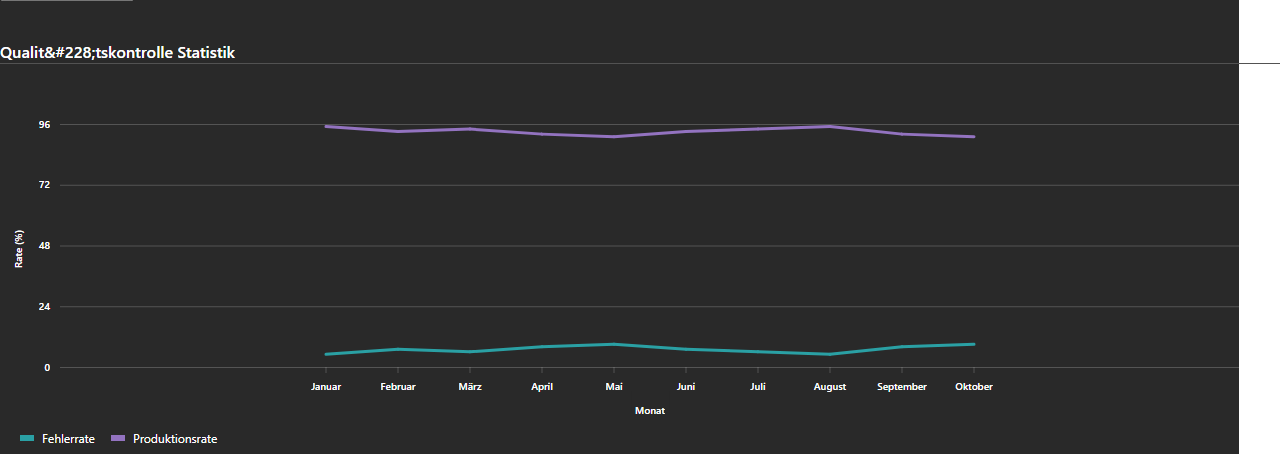 Qualit&#228;tskontrolle Statistik
96
72
48
24
0
Rate (%)
Januar Februar März April Mai Juni Juli August September Oktober
Monat
Fehlerrate Produktionsrate